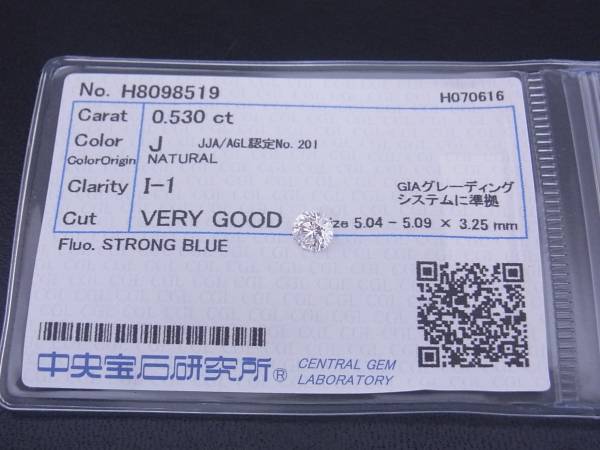 No. H8098519
H070616
Carat 0.530 ct
Color J JJA/AGL認定No.201
ColorOrigin NATURAL
Clarity I-1
GIAグレーディング
システムに準拠
Cut VERY GOOD 5.04 - 5.09 × 3.25 mm
Fluo. STRONG BLUE
中央宝石研究所® CENTRAL GEM
LABORATORY